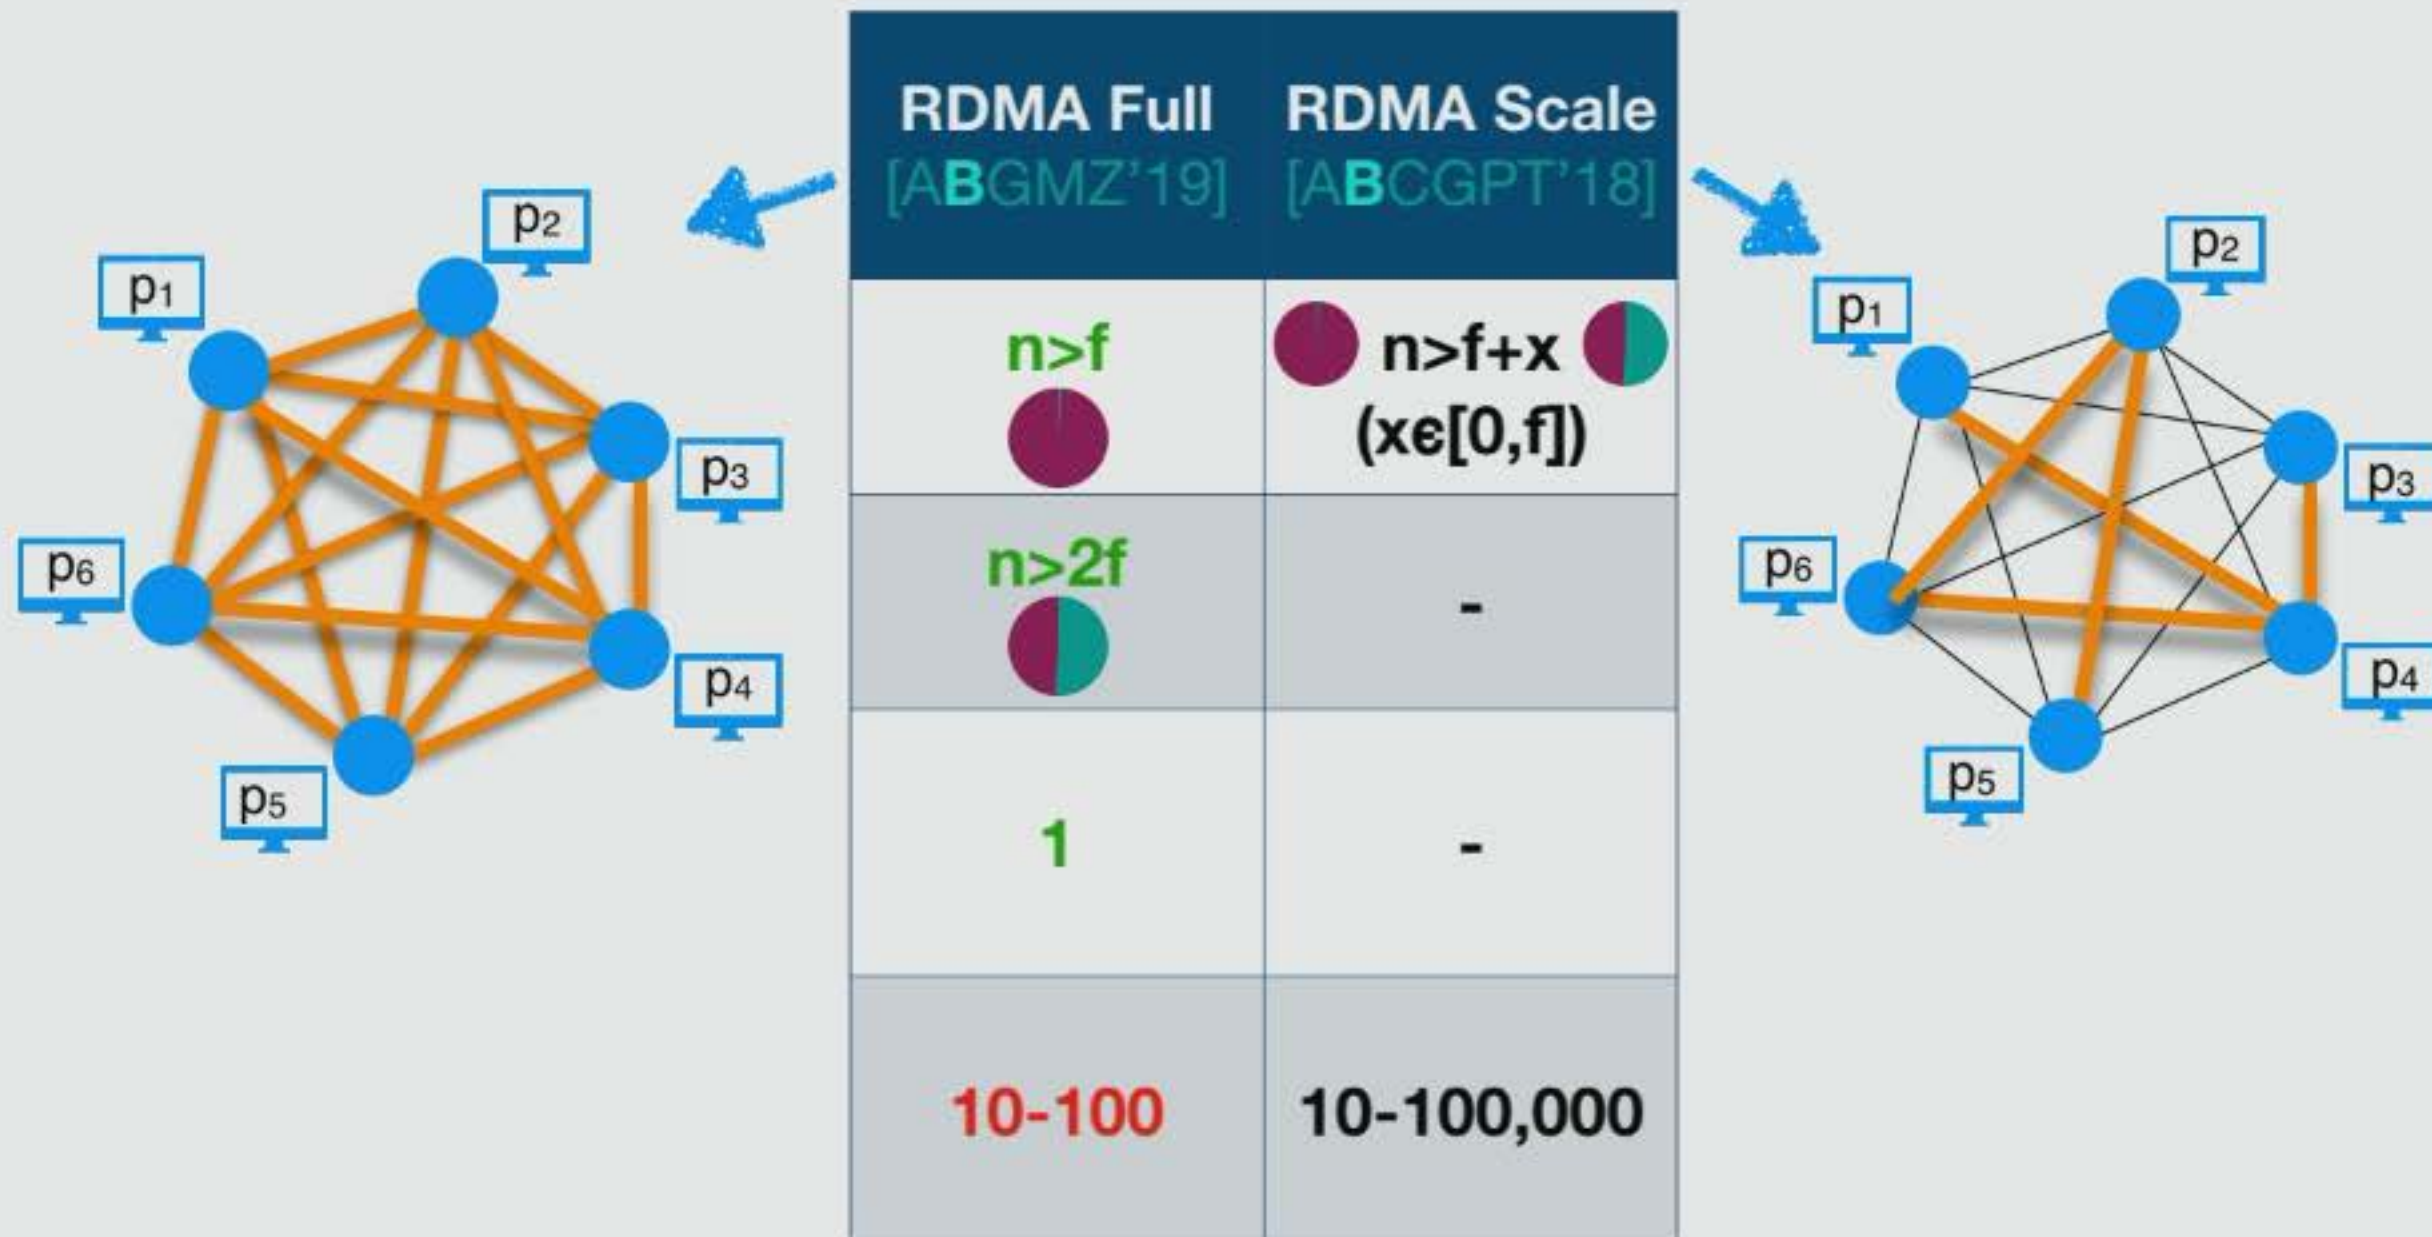 RDMA Full
[ABGMZ'19]
RDMA Scale
[ABCGPT'18]
n>f
n>f+x
(xϵ[0,f])
n>2f
-
1
-
10-100
10-100,000
p1
p2
p3
p4
p5
p6
p1
p2
p3
p4
p5
p6